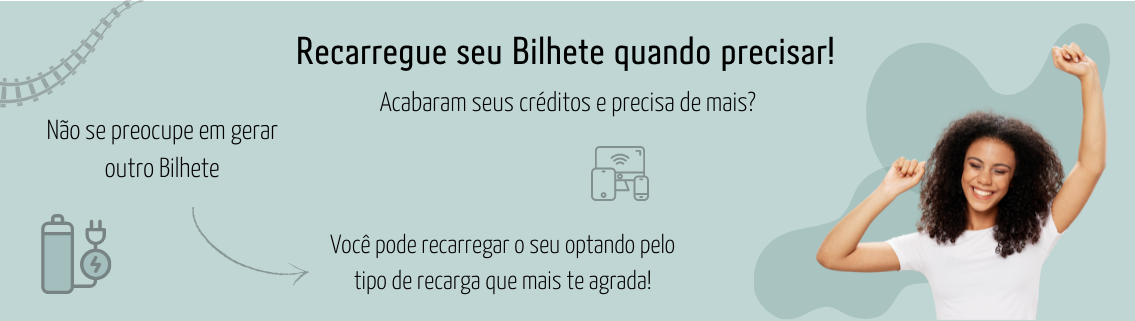 Recarregue seu Bilhete quando precisar!
Acabaram seus créditos e precisa de mais?
Não se preocupe em gerar
outro Bilhete
Você pode recarregar o seu optando pelo
tipo de recarga que mais te agrada!